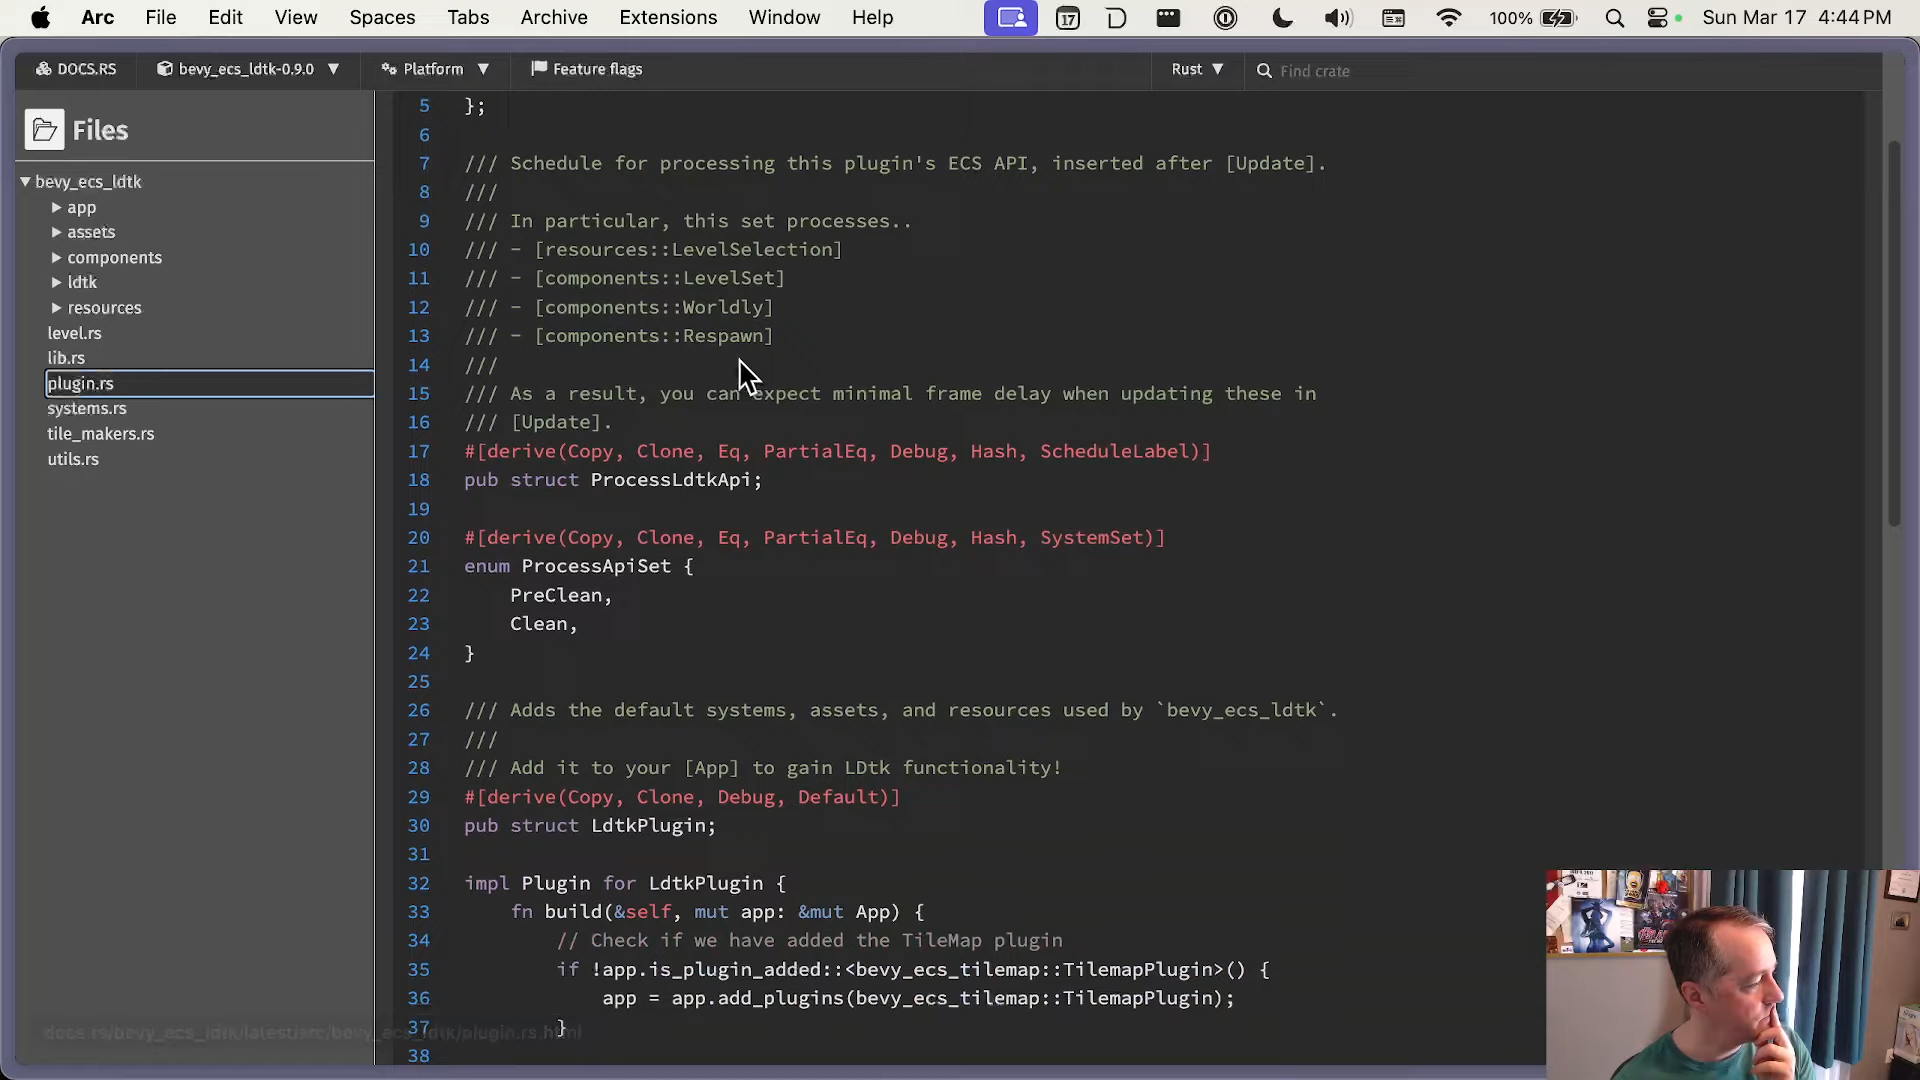 Arc File Edit View Spaces Tabs Archive Extensions Window Help 17 100% Sun Mar 17 4:44 PM
DOCS.RS bevy_ecs_ldtk-0.9.0 Platform Feature flags Rust Find crate
Files
bevy_ecs_ldtk
app
assets
components
ldtk
resources
level.rs
lib.rs
plugin.rs
systems.rs
tile_makers.rs
utils.rs
5 };
6
7 /// Schedule for processing this plugin's ECS API, inserted after [Update].
8 ///
9 /// In particular, this set processes..
10 /// - [resources::LevelSelection]
11 /// - [components::LevelSet]
12 /// - [components::Worldly]
13 /// - [components::Respawn]
14 ///
15 /// As a result, you can expect minimal frame delay when updating these in
16 /// [Update].
17 #[derive(Copy, Clone, Eq, PartialEq, Debug, Hash, ScheduleLabel)]
18 pub struct ProcessLdtkApi;
19
20 #[derive(Copy, Clone, Eq, PartialEq, Debug, Hash, SystemSet)]
21 enum ProcessApiSet {
22 PreClean,
23 Clean,
24 }
25
26 /// Adds the default systems, assets, and resources used by `bevy_ecs_ldtk`.
27 ///
28 /// Add it to your [App] to gain LDtk functionality!
29 #[derive(Copy, Clone, Debug, Default)]
30 pub struct LdtkPlugin;
31
32 impl Plugin for LdtkPlugin {
33 fn build(&self, mut app: &mut App) {
34 // Check if we have added the TileMap plugin
35 if !app.is_plugin_added::<bevy_ecs_tilemap::TilemapPlugin>() {
36 app = app.add_plugins(bevy_ecs_tilemap::TilemapPlugin);
37 }
38
docs.rs/bevy_ecs_ldtk/latest/src/bevy_ecs_ldtk/plugin.rs.html